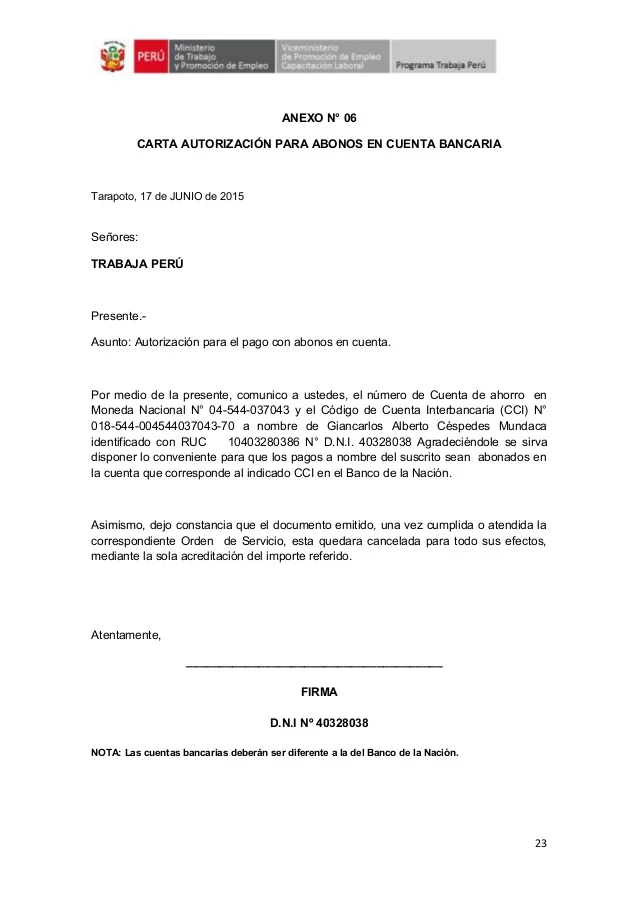 PERÚ
Ministerio
de Trabajo
y Promoción de Empleo
Viceministerio
de Promoción de Empleo
Capacitación Laboral
Programa Trabaja Perú
ANEXO N° 06
CARTA AUTORIZACIÓN PARA ABONOS EN CUENTA BANCARIA
Tarapoto, 17 de JUNIO de 2015
Señores:
TRABAJA PERÚ
Presente.-
Asunto: Autorización para el pago con abonos en cuenta.
Por medio de la presente, comunico a ustedes, el número de Cuenta de ahorro en
Moneda Nacional N° 04-544-037043 y el Código de Cuenta Interbancaria (CCI) N°
018-544-004544037043-70 a nombre de Giancarlos Alberto Céspedes Mundaca
identificado con RUC 10403280386 N° D.N.I. 40328038 Agradeciéndole se sirva
disponer lo conveniente para que los pagos a nombre del suscrito sean abonados en
la cuenta que corresponde al indicado CCI en el Banco de la Nación.
Asimismo, dejo constancia que el documento emitido, una vez cumplida o atendida la
correspondiente Orden de Servicio, esta quedara cancelada para todo sus efectos,
mediante la sola acreditación del importe referido.
Atentamente,
FIRMA
D.N.I Nº 40328038
NOTA: Las cuentas bancarias deberán ser diferente a la del Banco de la Nación.
23